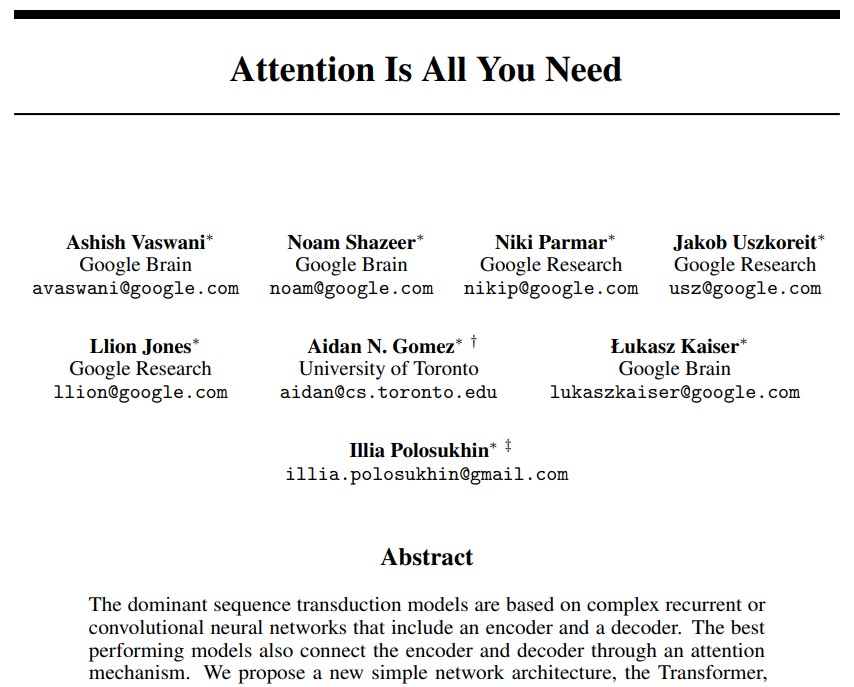 Attention Is All You Need
Ashish Vaswani* Noam Shazeer* Niki Parmar* Jakob Uszkoreit*
Google Brain Google Brain Google Research Google Research
avaswani@google.com noam@google.com nikip@google.com usz@google.com
Llion Jones* Aidan N. Gomez* † Łukasz Kaiser*
Google Research University of Toronto Google Brain
llion@google.com aidan@cs.toronto.edu lukaszkaiser@google.com
Illia Polosukhin* ‡
illia.polosukhin@gmail.com
Abstract
The dominant sequence transduction models are based on complex recurrent or
convolutional neural networks that include an encoder and a decoder. The best
performing models also connect the encoder and decoder through an attention
mechanism. We propose a new simple network architecture, the Transformer,